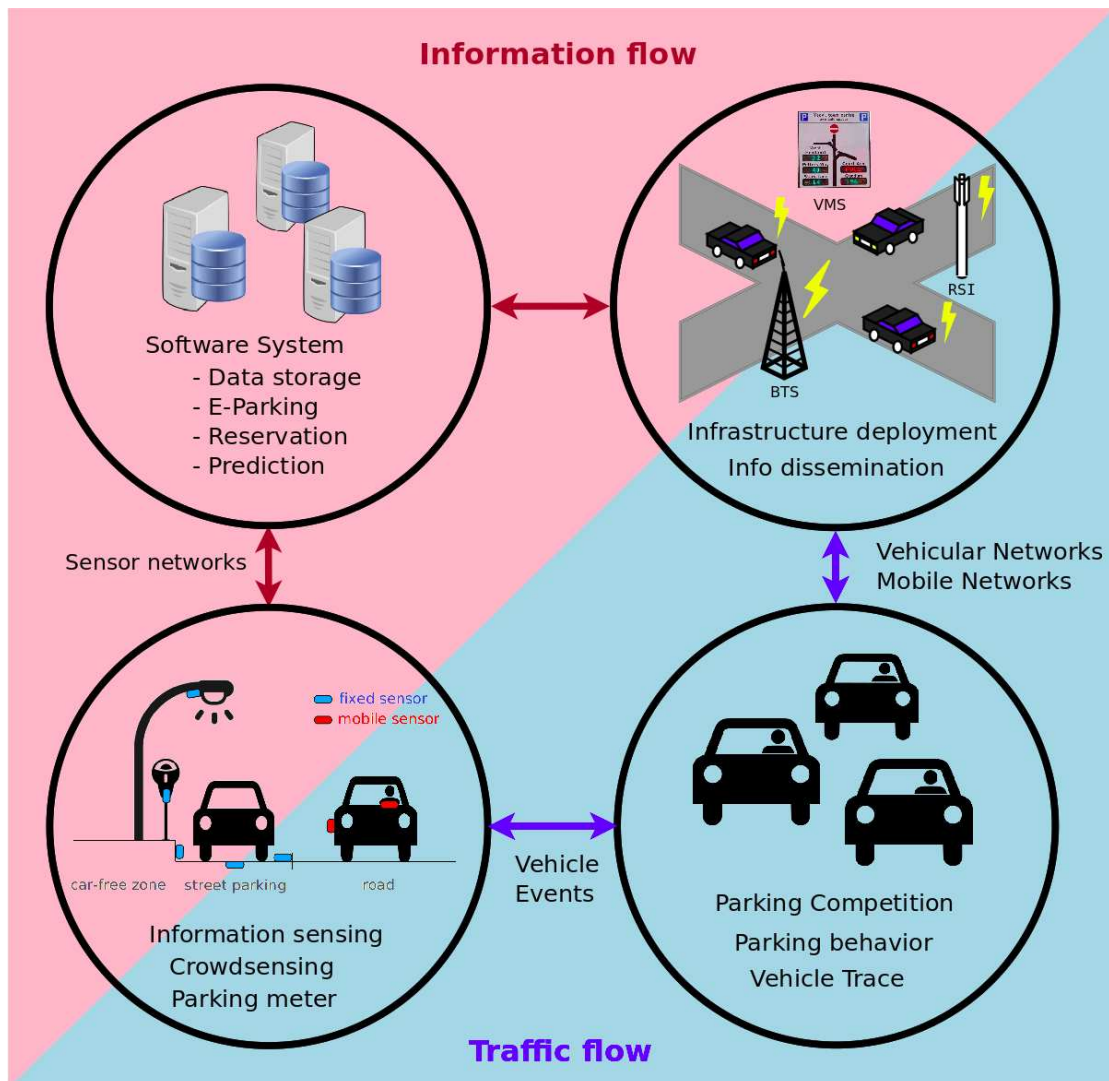 Information flow
VMS
RSI
BTS
Software System
- Data storage
- E-Parking
- Reservation
- Prediction
Infrastructure deployment
Info dissemination
Sensor networks
Vehicular Networks
Mobile Networks
fixed sensor
mobile sensor
car-free zone
street parking
road
Vehicle
Events
Information sensing
Crowdsensing
Parking meter
Parking Competition
Parking behavior
Vehicle Trace
Traffic flow